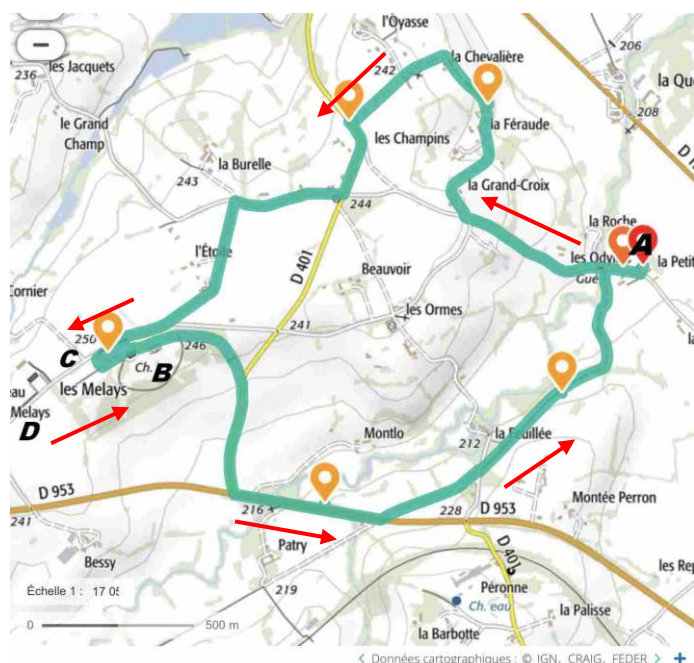 l'Oyasse
206
les Jacquets
236
242
la Chevalière
la Qu
208
le Grand
Champ
les Champins
la Féraude
la Burelle
243
la Grand-Croix
244
la Roche
A
l'Étoile
D 401
les Ody
la Petit
Gué
Beauvoir
Cornier
les Ormes
250
241
C
Ch.
246
B
les Melays
Melays
D
Montlo
212
la Feuillée
D 953
216
228
D 953
Montée Perron
241
Bessy
Patry
D 401
les Rep
219
Échelle 1 : 17 05
Péronne
Ch. eau
la Palisse
0
500 m
la Barbotte
Données cartographiques : © IGN, CRAIG, FEDER